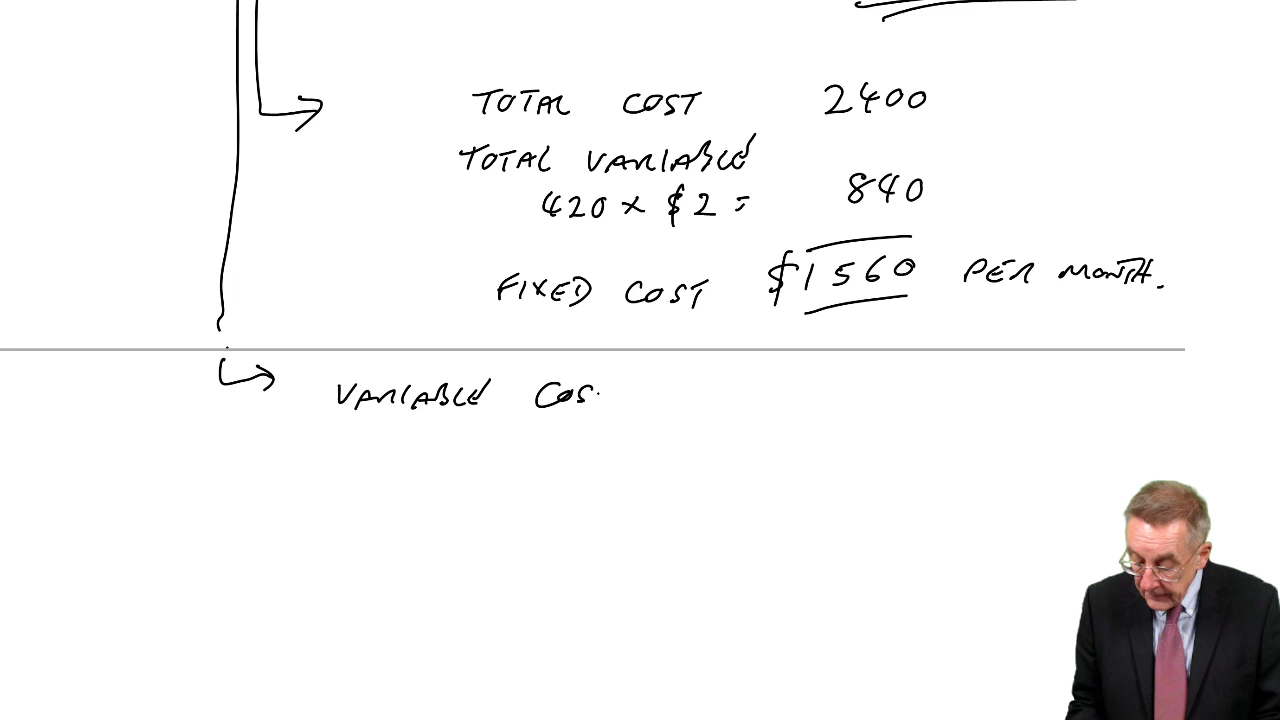 TOTAL COST 2400
TOTAL VARIABLE
420 × $2 = 840
FIXED COST $1560 PER MONTH.
VARIABLE COS